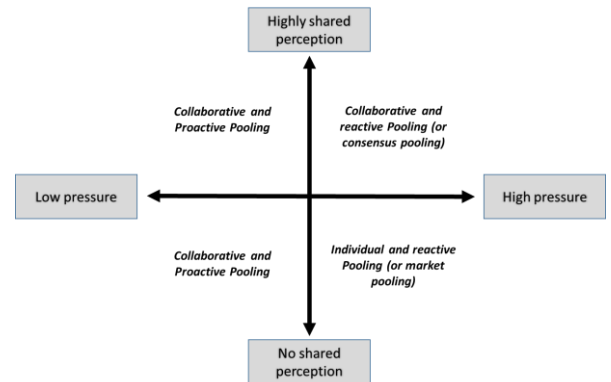 Highly shared
perception
Collaborative and
Proactive Pooling
Collaborative and
reactive Pooling (or
consensus pooling)
Low pressure
High pressure
Collaborative and
Proactive Pooling
Individual and reactive
Pooling (or market
pooling)
No shared
perception